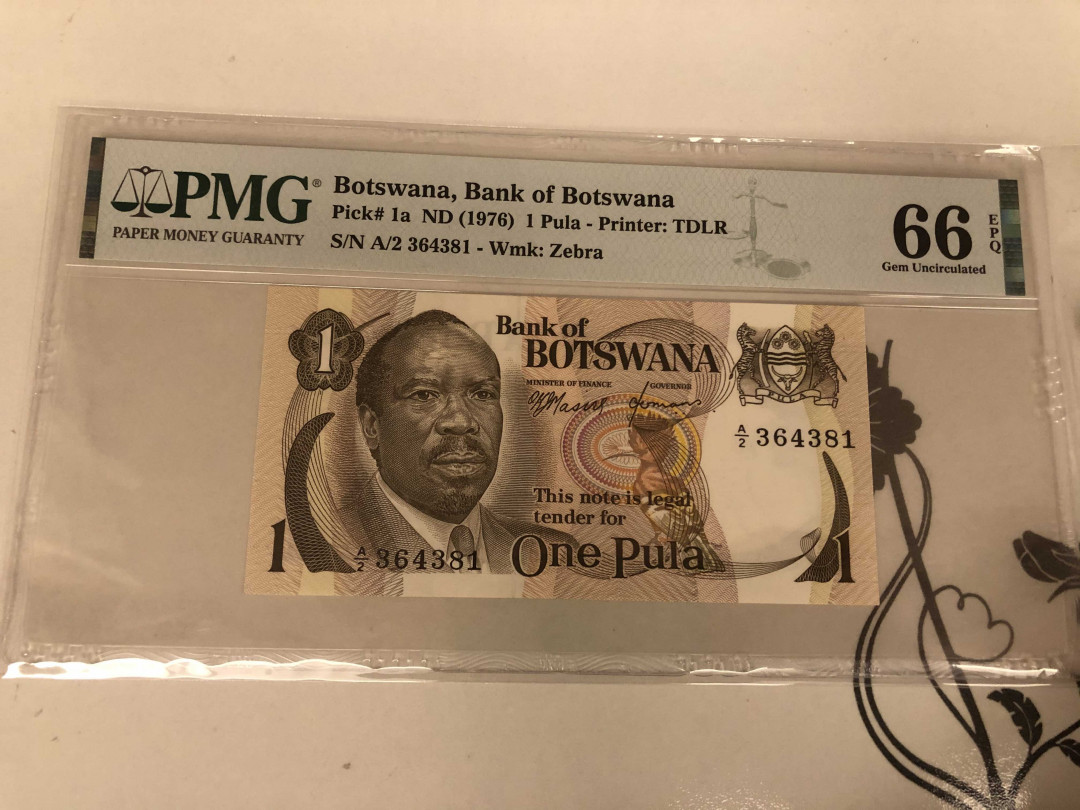 PMG®
PAPER MONEY GUARANTY
Botswana, Bank of Botswana
Pick# 1a ND (1976) 1 Pula - Printer: TDLR
S/N A/2 364381 - Wmk: Zebra
66
EPQ
Gem Uncirculated
1
Bank of
BOTSWANA
MINISTER OF FINANCE GOVERNOR
A/2 364381
This note is legal
tender for
One Pula
1
A/2 364381
1